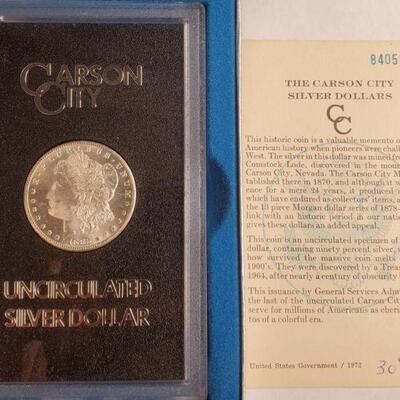 CARSON
CITY
UNCIRCULATED
SILVER DOLLAR
8405
THE CARSON CITY
SILVER DOLLARS
CC
This historic coin is a valuable memento o
American history when pioneers were chall
West. The silver in this dollar was mined fro
Comstock Lode, discovered in the mou
Carson City, Nevada. The Carson City M
tablished there in 1870, and although it w
ence for a mere 24 years, it produced
which have endured as collectors' items, a
the 13 piece Morgan dollar series of 1878-
link with an historic period in our natio
gives these dollars an added appeal.
This coin is an uncirculated specimen of
dollar, containing ninety percent silver, w
now survived the massive coin melts
1900's. They were discovered by a Treasu
1964, after nearly a century of obscurity i
This issuance by General Services Admi
the last of the uncirculated Carson City
serve for millions of Americans as cheri
tos of a colorful era.
United States Government / 1972
30